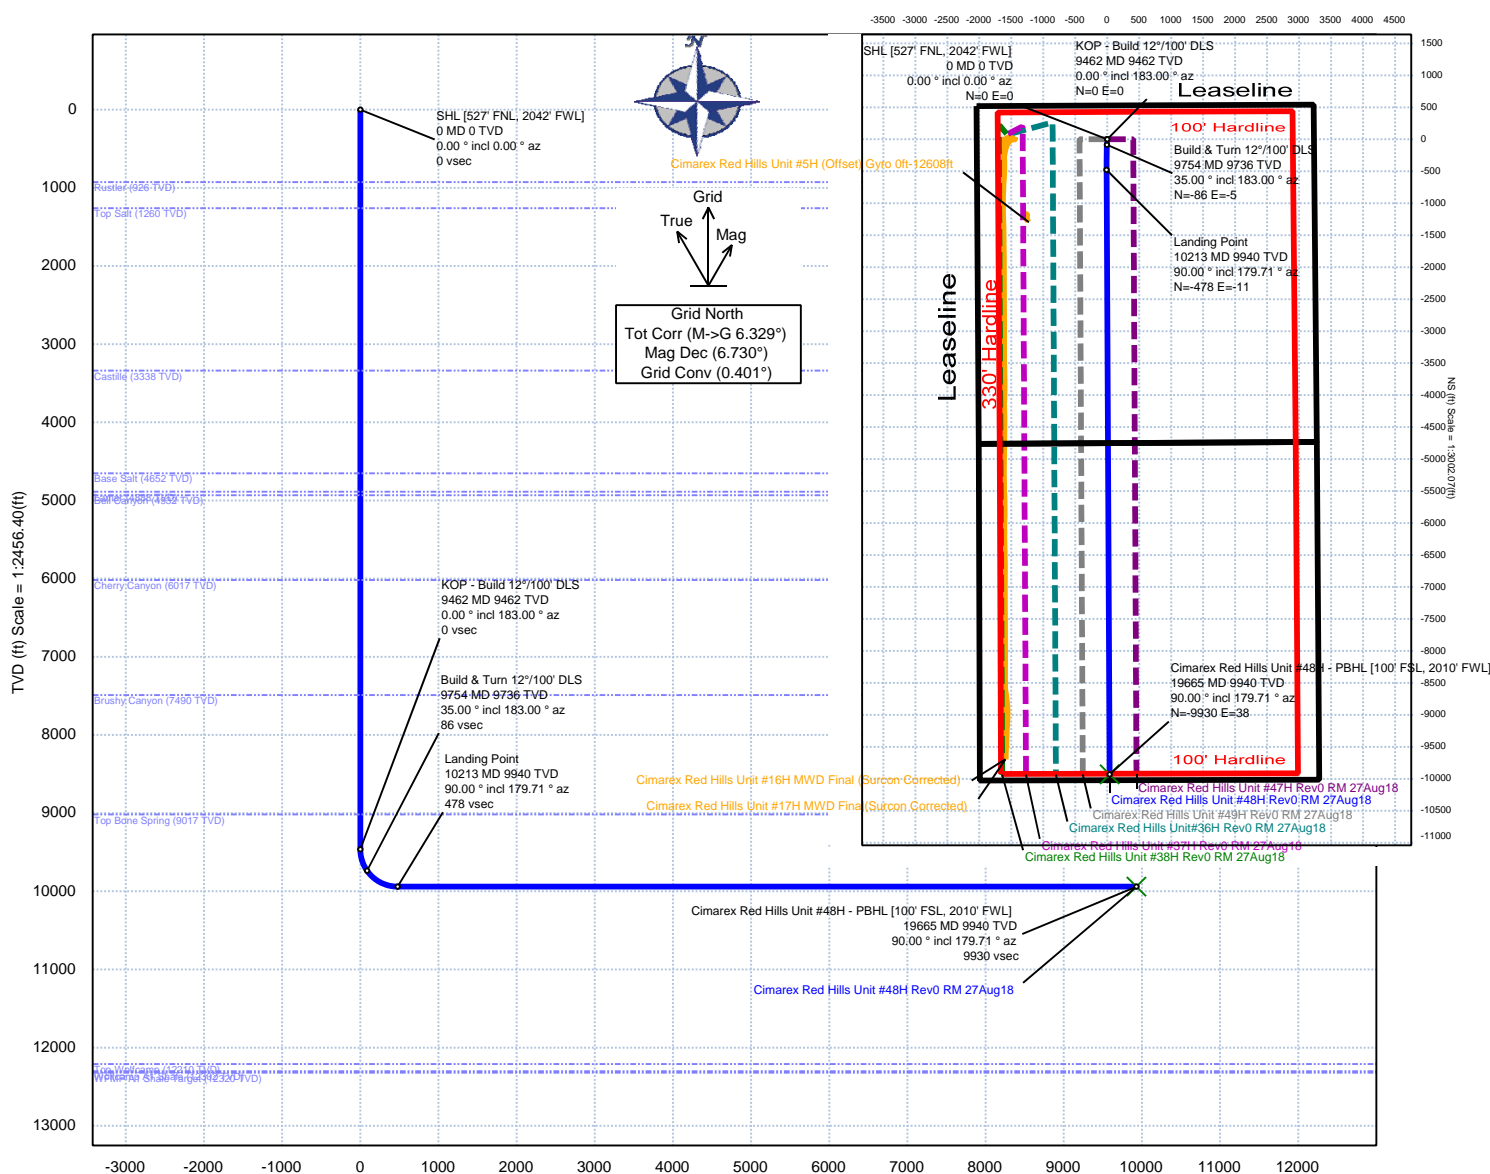 -3500 -3000 -2500 -2000 -1500 -1000 -500 0 500 1000 1500 2000 2500 3000 3500 4000 4500
N
0
1000
2000
3000
4000
5000
6000
7000
8000
9000
10000
11000
12000
13000
TVD (ft) Scale = 1:2456.40(ft)
-3000 -2000 -1000 0 1000 2000 3000 4000 5000 6000 7000 8000 9000 10000 11000 12000
SHL [527' FNL, 2042' FWL]
0 MD 0 TVD
0.00 ° incl 0.00 ° az
0 vsec
Rustler (926 TVD)
Top Salt (1260 TVD)
Castille (3338 TVD)
Base Salt (4652 TVD)
Bell Canyon (4932 TVD)
Cherry Canyon (6017 TVD)
Brushy Canyon (7490 TVD)
Top Bone Spring (9017 TVD)
Top Wolfcamp (12210 TVD)
Grid
True
Mag
Grid North
Tot Corr (M->G 6.329°)
Mag Dec (6.730°)
Grid Conv (0.401°)
KOP - Build 12°/100' DLS
9462 MD 9462 TVD
0.00 ° incl 183.00 ° az
0 vsec
Build & Turn 12°/100' DLS
9754 MD 9736 TVD
35.00 ° incl 183.00 ° az
86 vsec
Landing Point
10213 MD 9940 TVD
90.00 ° incl 179.71 ° az
478 vsec
Cimarex Red Hills Unit #48H - PBHL [100' FSL, 2010' FWL]
19665 MD 9940 TVD
90.00 ° incl 179.71 ° az
9930 vsec
Cimarex Red Hills Unit #48H Rev0 RM 27Aug18
SHL [527' FNL, 2042' FWL]
0 MD 0 TVD
0.00 ° incl 0.00 ° az
N=0 E=0
KOP - Build 12°/100' DLS
9462 MD 9462 TVD
0.00 ° incl 183.00 ° az
N=0 E=0
Leaseline
100' Hardline
Build & Turn 12°/100' DLS
9754 MD 9736 TVD
35.00 ° incl 183.00 ° az
N=-86 E=-5
Cimarex Red Hills Unit #5H (Offset) Gyro 0ft-12608ft
Landing Point
10213 MD 9940 TVD
90.00 ° incl 179.71 ° az
N=-478 E=-11
Leaseline
330' Hardline
Cimarex Red Hills Unit #48H - PBHL [100' FSL, 2010' FWL]
19665 MD 9940 TVD
90.00 ° incl 179.71 ° az
N=-9930 E=38
100' Hardline
Cimarex Red Hills Unit #16H MWD Final (Surcon Corrected)
Cimarex Red Hills Unit #17H MWD Final (Surcon Corrected)
Cimarex Red Hills Unit #47H Rev0 RM 27Aug18
Cimarex Red Hills Unit #48H Rev0 RM 27Aug18
Cimarex Red Hills Unit #49H Rev0 RM 27Aug18
Cimarex Red Hills Unit#36H Rev0 RM 27Aug18
Cimarex Red Hills Unit #37H Rev0 RM 27Aug18
Cimarex Red Hills Unit #38H Rev0 RM 27Aug18
1500
1000
500
0
-500
-1000
-1500
-2000
-2500
-3000
-3500
-4000
-4500
-5000
-5500
-6000
-6500
-7000
-7500
-8000
-8500
-9000
-9500
-10000
-10500
-11000
NS (ft) Scale = 1:3002.07(ft)